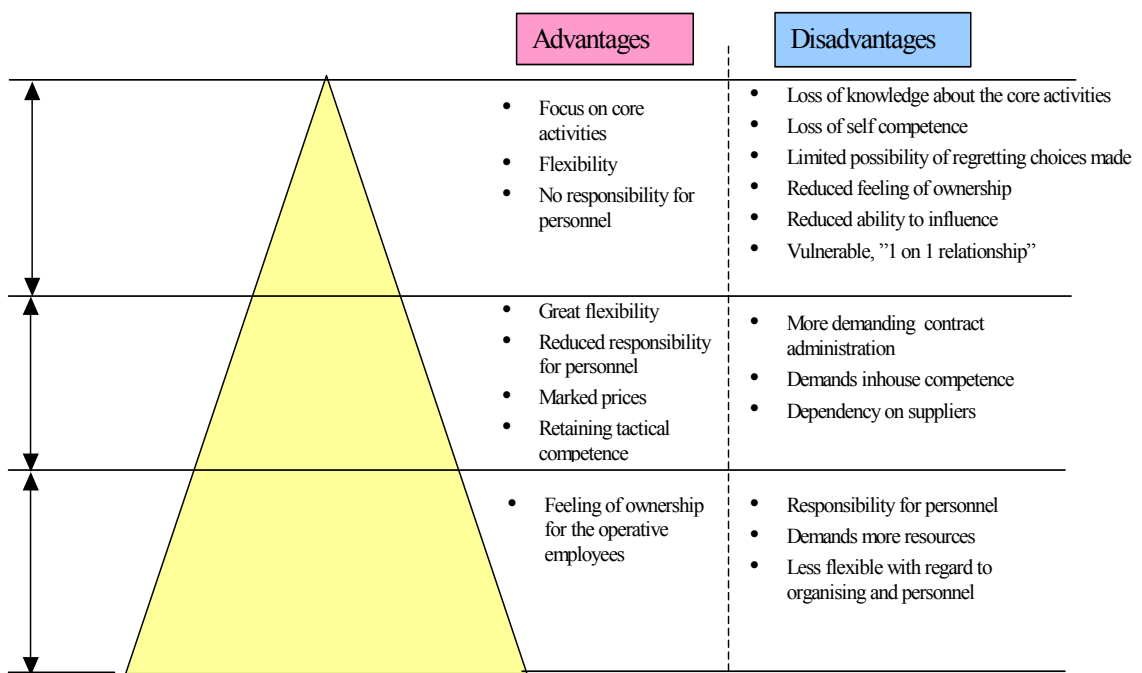 Advantages
Disadvantages
• Focus on core
activities
• Flexibility
• No responsibility for
personnel
• Loss of knowledge about the core activities
• Loss of self competence
• Limited possibility of regretting choices made
• Reduced feeling of ownership
• Reduced ability to influence
• Vulnerable, ”1 on 1 relationship”
• Great flexibility
• Reduced responsibility
for personnel
• Marked prices
• Retaining tactical
competence
• More demanding contract
administration
• Demands inhouse competence
• Dependency on suppliers
• Feeling of ownership
for the operative
employees
• Responsibility for personnel
• Demands more resources
• Less flexible with regard to
organising and personnel